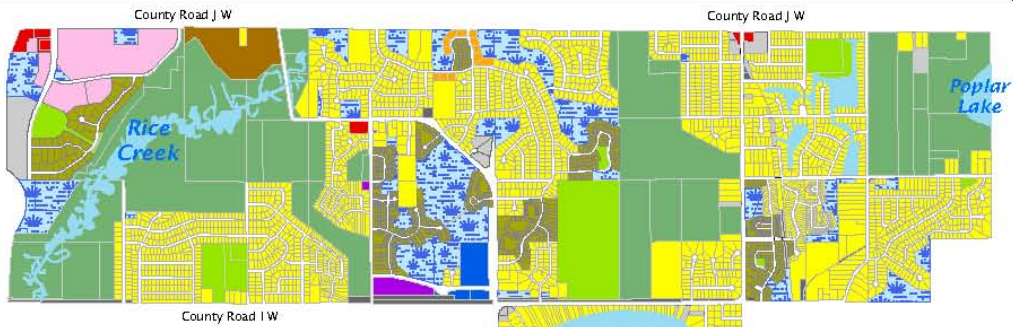 County Road J W
County Road J W
Rice
Creek
Poplar
Lake
County Road I W